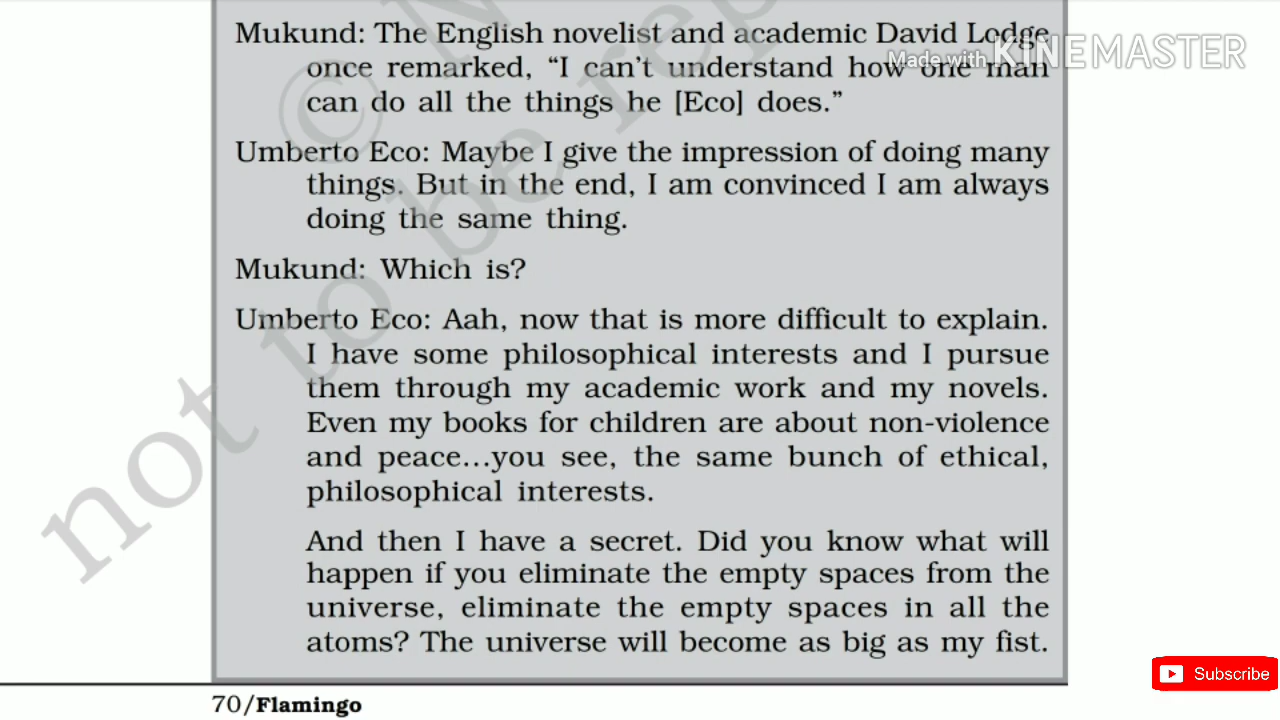 Mukund: The English novelist and academic David Lodge
once remarked, “I can’t understand how one man
can do all the things he [Eco] does.”
Umberto Eco: Maybe I give the impression of doing many
things. But in the end, I am convinced I am always
doing the same thing.
Mukund: Which is?
Umberto Eco: Aah, now that is more difficult to explain.
I have some philosophical interests and I pursue
them through my academic work and my novels.
Even my books for children are about non-violence
and peace...you see, the same bunch of ethical,
philosophical interests.
And then I have a secret. Did you know what will
happen if you eliminate the empty spaces from the
universe, eliminate the empty spaces in all the
atoms? The universe will become as big as my fist.
70/Flamingo
Made with KINEMASTER
Subscribe
© N
not to be rep